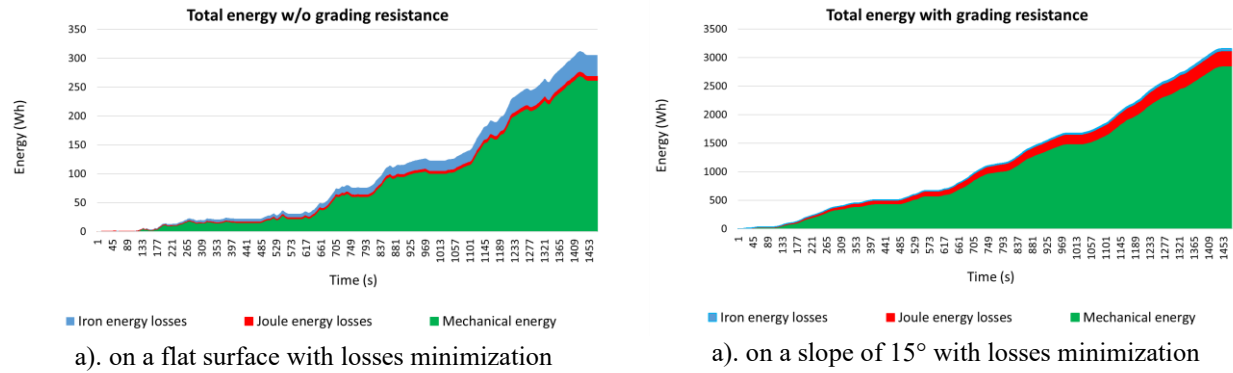 Total energy w/o grading resistance
350
300
250
200
150
100
50
0
Energy (Wh)
1 45 89 133 177 221 265 309 353 397 441 485 529 573 617 661 705 749 793 837 881 925 969 1013 1057 1101 1145 1189 1233 1277 1321 1365 1409 1453
Time (s)
Iron energy losses Joule energy losses Mechanical energy
a). on a flat surface with losses minimization
Total energy with grading resistance
3500
3000
2500
2000
1500
1000
500
0
Energy (Wh)
1 45 89 133 177 221 265 309 353 397 441 485 529 573 617 661 705 749 793 837 881 925 969 1013 1057 1101 1145 1189 1233 1277 1321 1365 1409 1453
Time (s)
Iron energy losses Joule energy losses Mechanical energy
a). on a slope of 15° with losses minimization